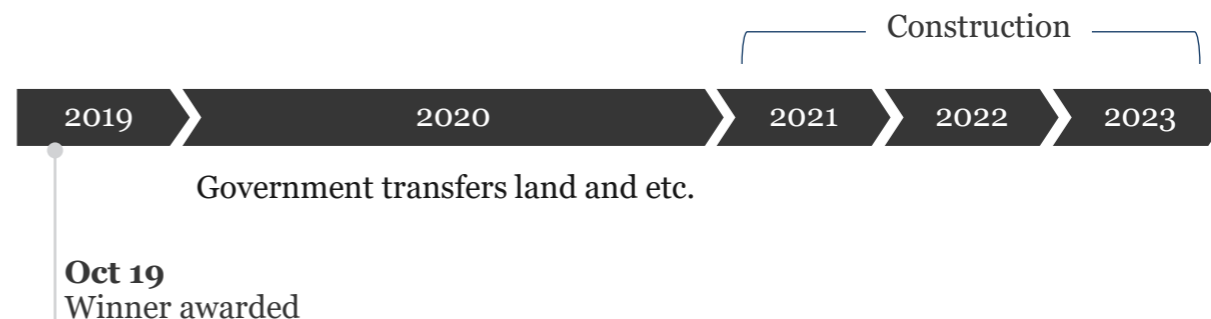 Construction
2019 2020 2021 2022 2023
Government transfers land and etc.
Oct 19
Winner awarded